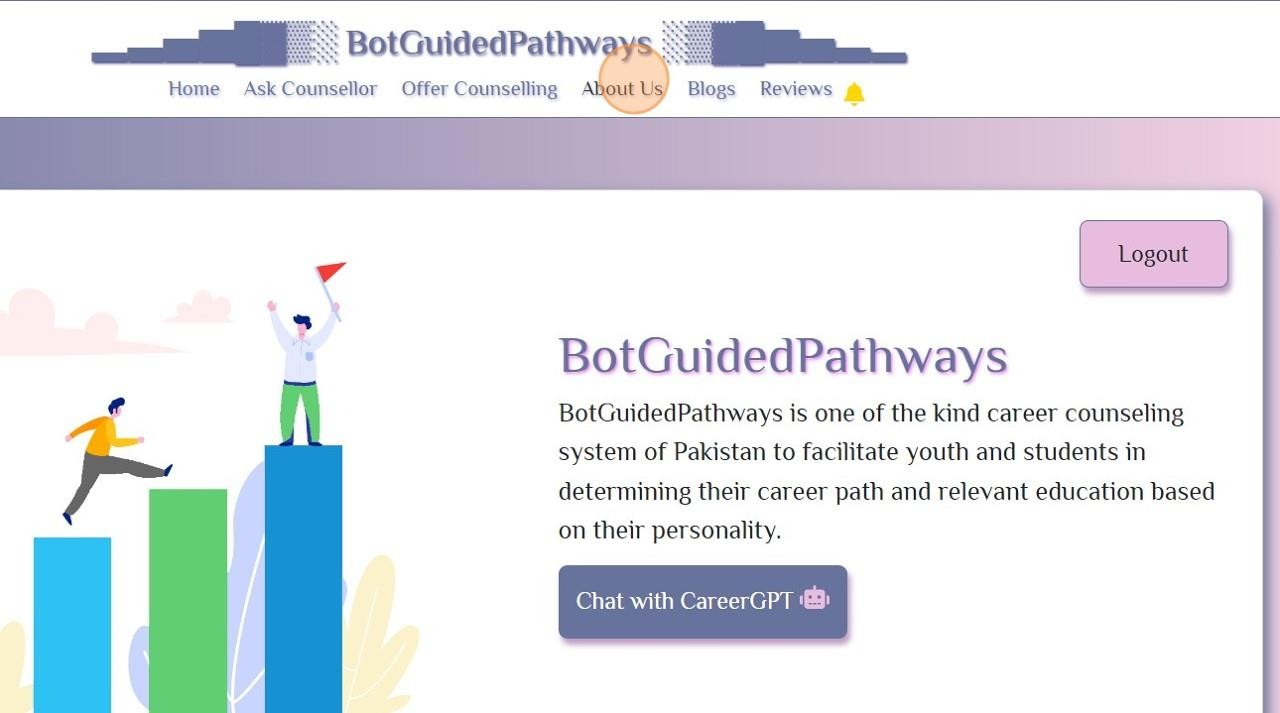 BotGuidedPathways
Home Ask Counsellor Offer Counselling About Us Blogs Reviews
Logout
BotGuidedPathways
BotGuidedPathways is one of the kind career counseling
system of Pakistan to facilitate youth and students in
determining their career path and relevant education based
on their personality.
Chat with CareerGPT